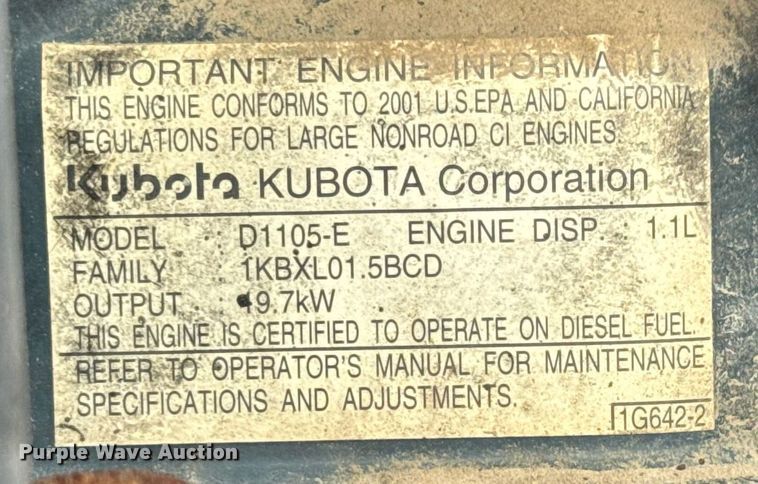 IMPORTANT ENGINE INFORMATION
THIS ENGINE CONFORMS TO 2001 U.S.EPA AND CALIFORNIA
REGULATIONS FOR LARGE NONROAD CI ENGINES.
Kubota KUBOTA Corporation
MODEL : D1105-E ENGINE DISP. : 1.1L
FAMILY : 1KBXL01.5BCD
OUTPUT : 19.7kW
THIS ENGINE IS CERTIFIED TO OPERATE ON DIESEL FUEL.
REFER TO OPERATOR'S MANUAL FOR MAINTENANCE
SPECIFICATIONS AND ADJUSTMENTS.
1G642-2
Purple Wave Auction